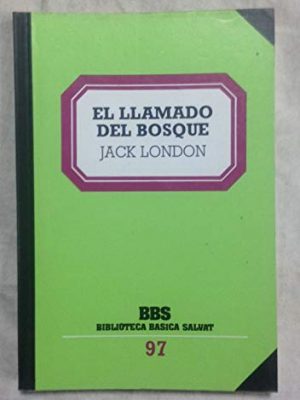 EL LLAMADO
DEL BOSQUE
JACK LONDON
BBS
BIBLIOTECA BASICA SALVAT
97